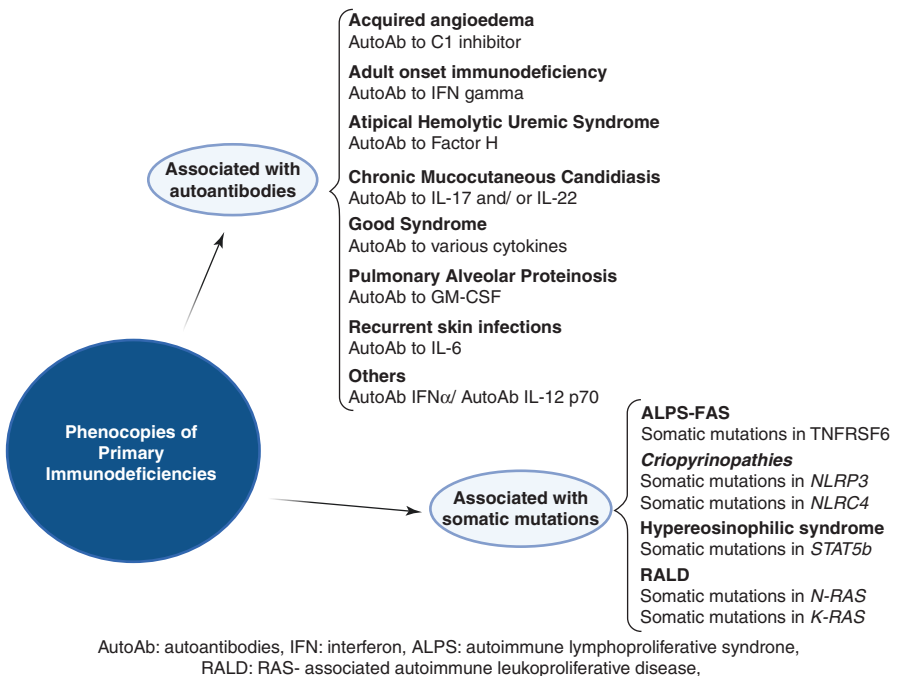 Acquired angioedema
AutoAb to C1 inhibitor
Adult onset immunodeficiency
AutoAb to IFN gamma
Atipical Hemolytic Uremic Syndrome
AutoAb to Factor H
Chronic Mucocutaneous Candidiasis
AutoAb to IL-17 and/ or IL-22
Good Syndrome
AutoAb to various cytokines
Pulmonary Alveolar Proteinosis
AutoAb to GM-CSF
Recurrent skin infections
AutoAb to IL-6
Others
AutoAb IFNα/ AutoAb IL-12 p70
Associated with
autoantibodies
Phenocopies of
Primary
Immunodeficiencies
Associated with
somatic mutations
ALPS-FAS
Somatic mutations in TNFRSF6
Criopyrinopathies
Somatic mutations in NLRP3
Somatic mutations in NLRC4
Hypereosinophilic syndrome
Somatic mutations in STAT5b
RALD
Somatic mutations in N-RAS
Somatic mutations in K-RAS
AutoAb: autoantibodies, IFN: interferon, ALPS: autoimmune lymphoproliferative syndrone,
RALD: RAS- associated autoimmune leukoproliferative disease,